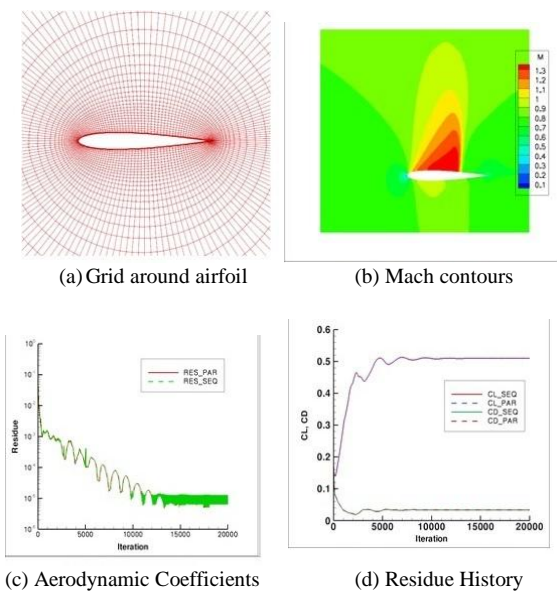 M
1.3
1.2
1.1
1
0.9
0.8
0.7
0.6
0.5
0.4
0.3
0.2
0.1
(a) Grid around airfoil
(b) Mach contours
RES_PAR
RES_SEQ
Residue
0 5000 10000 15000 20000
Iteration
(c) Aerodynamic Coefficients
0.6
0.5
0.4
0.3
0.2
0.1
0
CL, CD
CL_SEQ
CL_PAR
CD_SEQ
CD_PAR
0 5000 10000 15000 20000
Iteration
(d) Residue History